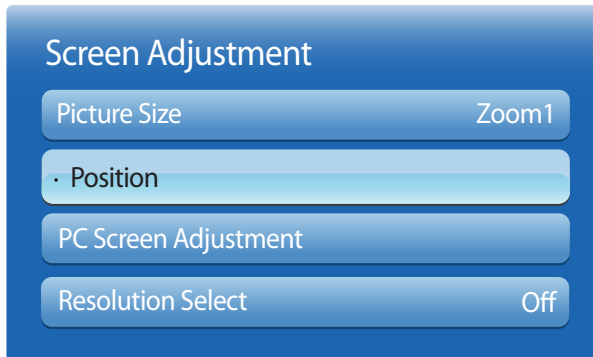 Screen Adjustment
Picture Size Zoom1
· Position
PC Screen Adjustment
Resolution Select Off